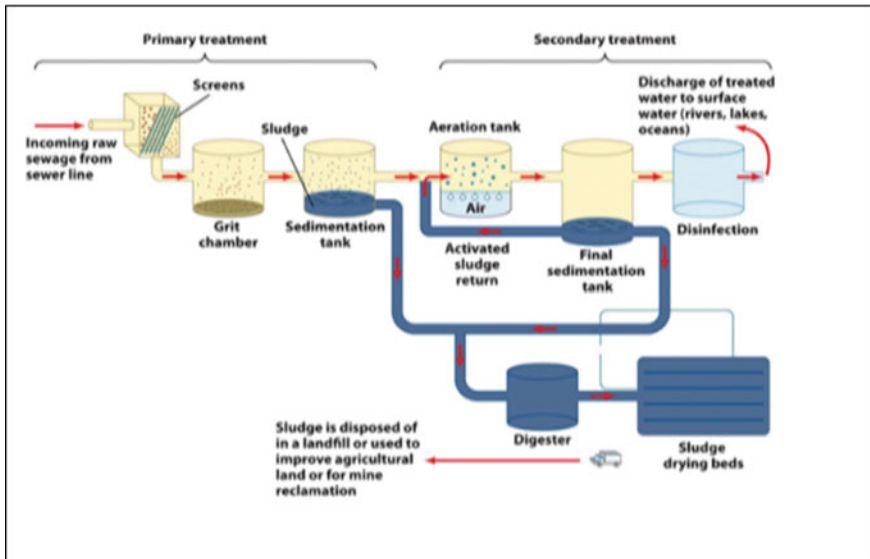 Primary treatment
Secondary treatment
Screens
Discharge of treated
water to surface
water (rivers, lakes,
oceans)
Incoming raw
sewage from
sewer line
Sludge
Aeration tank
Air
Grit
chamber
Sedimentation
tank
Activated
sludge
return
Final
sedimentation
tank
Disinfection
Digester
Sludge
drying beds
Sludge is disposed of
in a landfill or used to
improve agricultural
land or for mine
reclamation